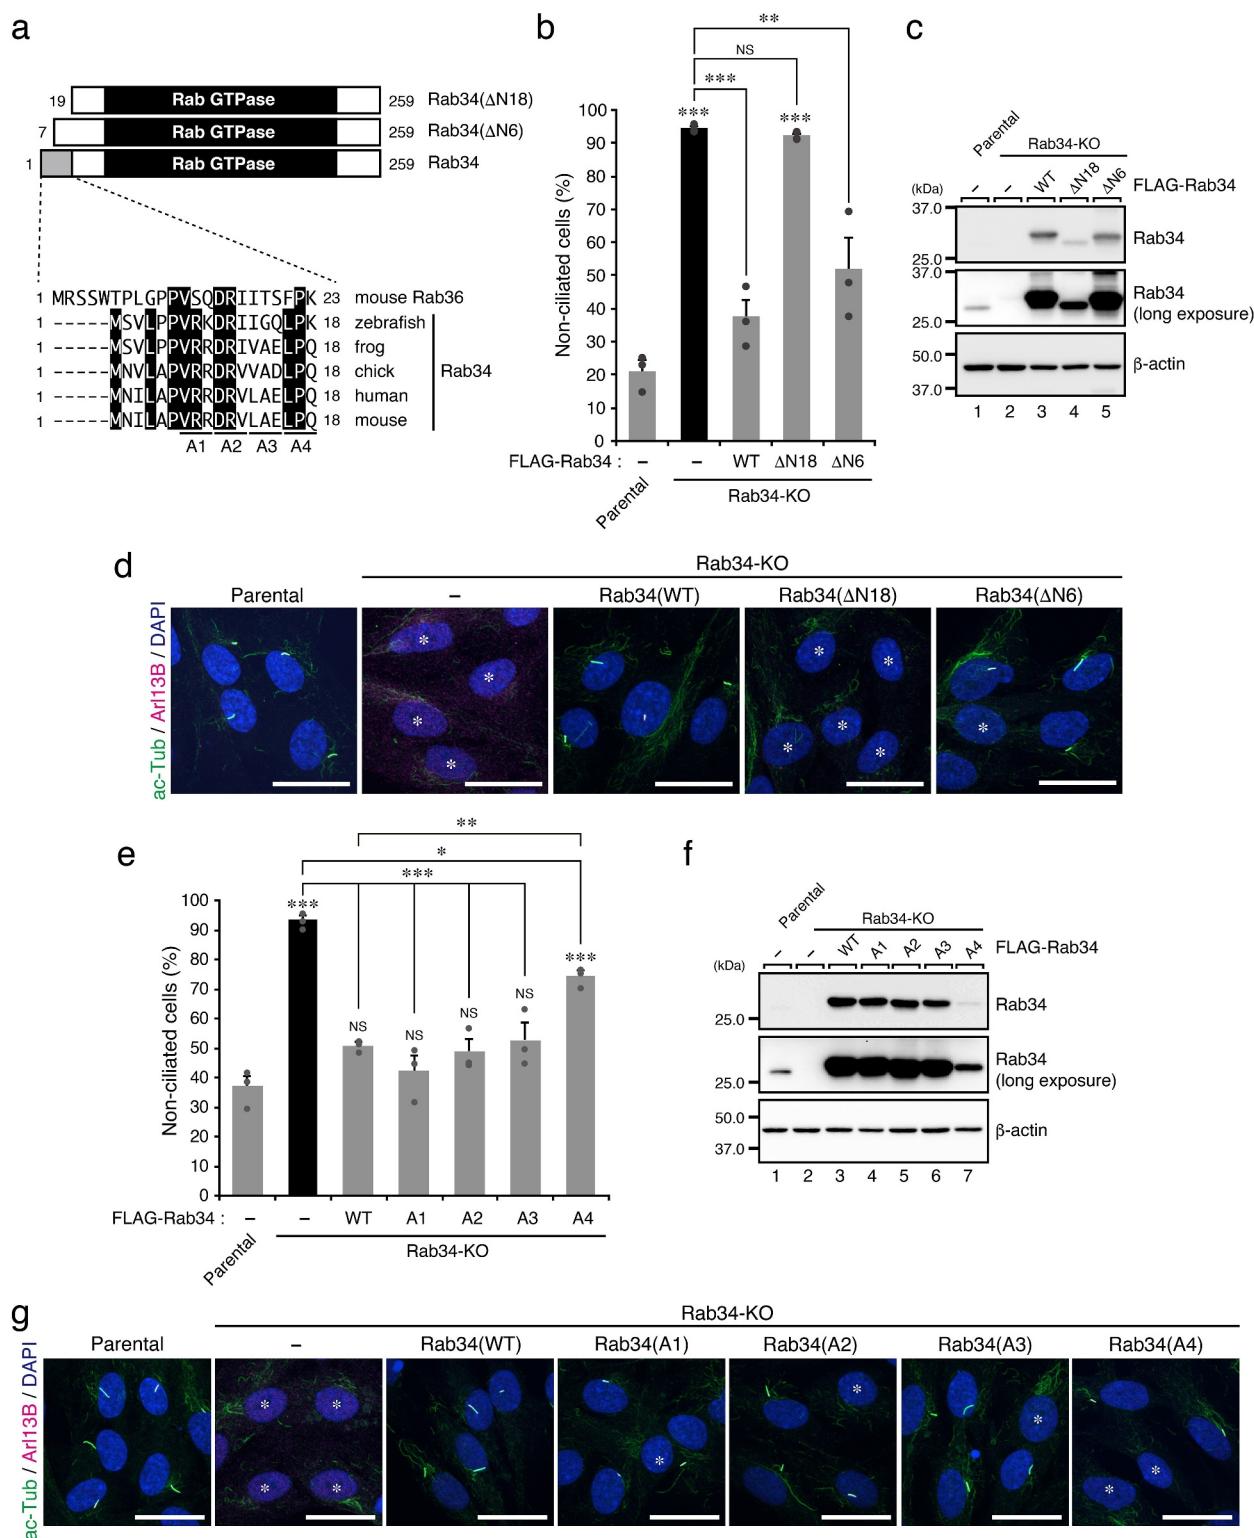 a
19 Rab GTPase 259 Rab34(ΔN18)
7 Rab GTPase 259 Rab34(ΔN6)
1 Rab GTPase 259 Rab34
1 MRSSWTPLGPPVSQDRIITSFPK 23 mouse Rab36
1 -----MSVLPPVRKDRIIGQLPK 18 zebrafish
1 -----MSVLPPVRRDRIVAELPQ 18 frog
1 -----MNVLAPVRRDRVVADLPQ 18 chick
1 -----MNILAPVRRDRVLAELPQ 18 human
1 -----MNILAPVRRDRVLAELPQ 18 mouse
Rab34
A1 A2 A3 A4
b
**
NS
***
*** ***
Non-ciliated cells (%)
100
90
80
70
60
50
40
30
20
10
0
FLAG-Rab34 : – – WT ΔN18 ΔN6
Parental
Rab34-KO
c
Parental
Rab34-KO
– – WT ΔN18 ΔN6 FLAG-Rab34
(kDa)
37.0
25.0
Rab34
37.0
25.0
Rab34
(long exposure)
50.0
37.0
β-actin
1 2 3 4 5
d
Rab34-KO
Parental – Rab34(WT) Rab34(ΔN18) Rab34(ΔN6)
ac-Tub / Arl13B / DAPI
* * * *
* * * * *
*
e
**
*
***
*** ***
NS NS NS NS
Non-ciliated cells (%)
100
90
80
70
60
50
40
30
20
10
0
FLAG-Rab34 : – – WT A1 A2 A3 A4
Parental
Rab34-KO
f
Parental
Rab34-KO
– – WT A1 A2 A3 A4 FLAG-Rab34
(kDa)
25.0
Rab34
25.0
Rab34
(long exposure)
50.0
37.0
β-actin
1 2 3 4 5 6 7
g
Rab34-KO
Parental – Rab34(WT) Rab34(A1) Rab34(A2) Rab34(A3) Rab34(A4)
ac-Tub / Arl13B / DAPI
* * * *
*
*
*
* *